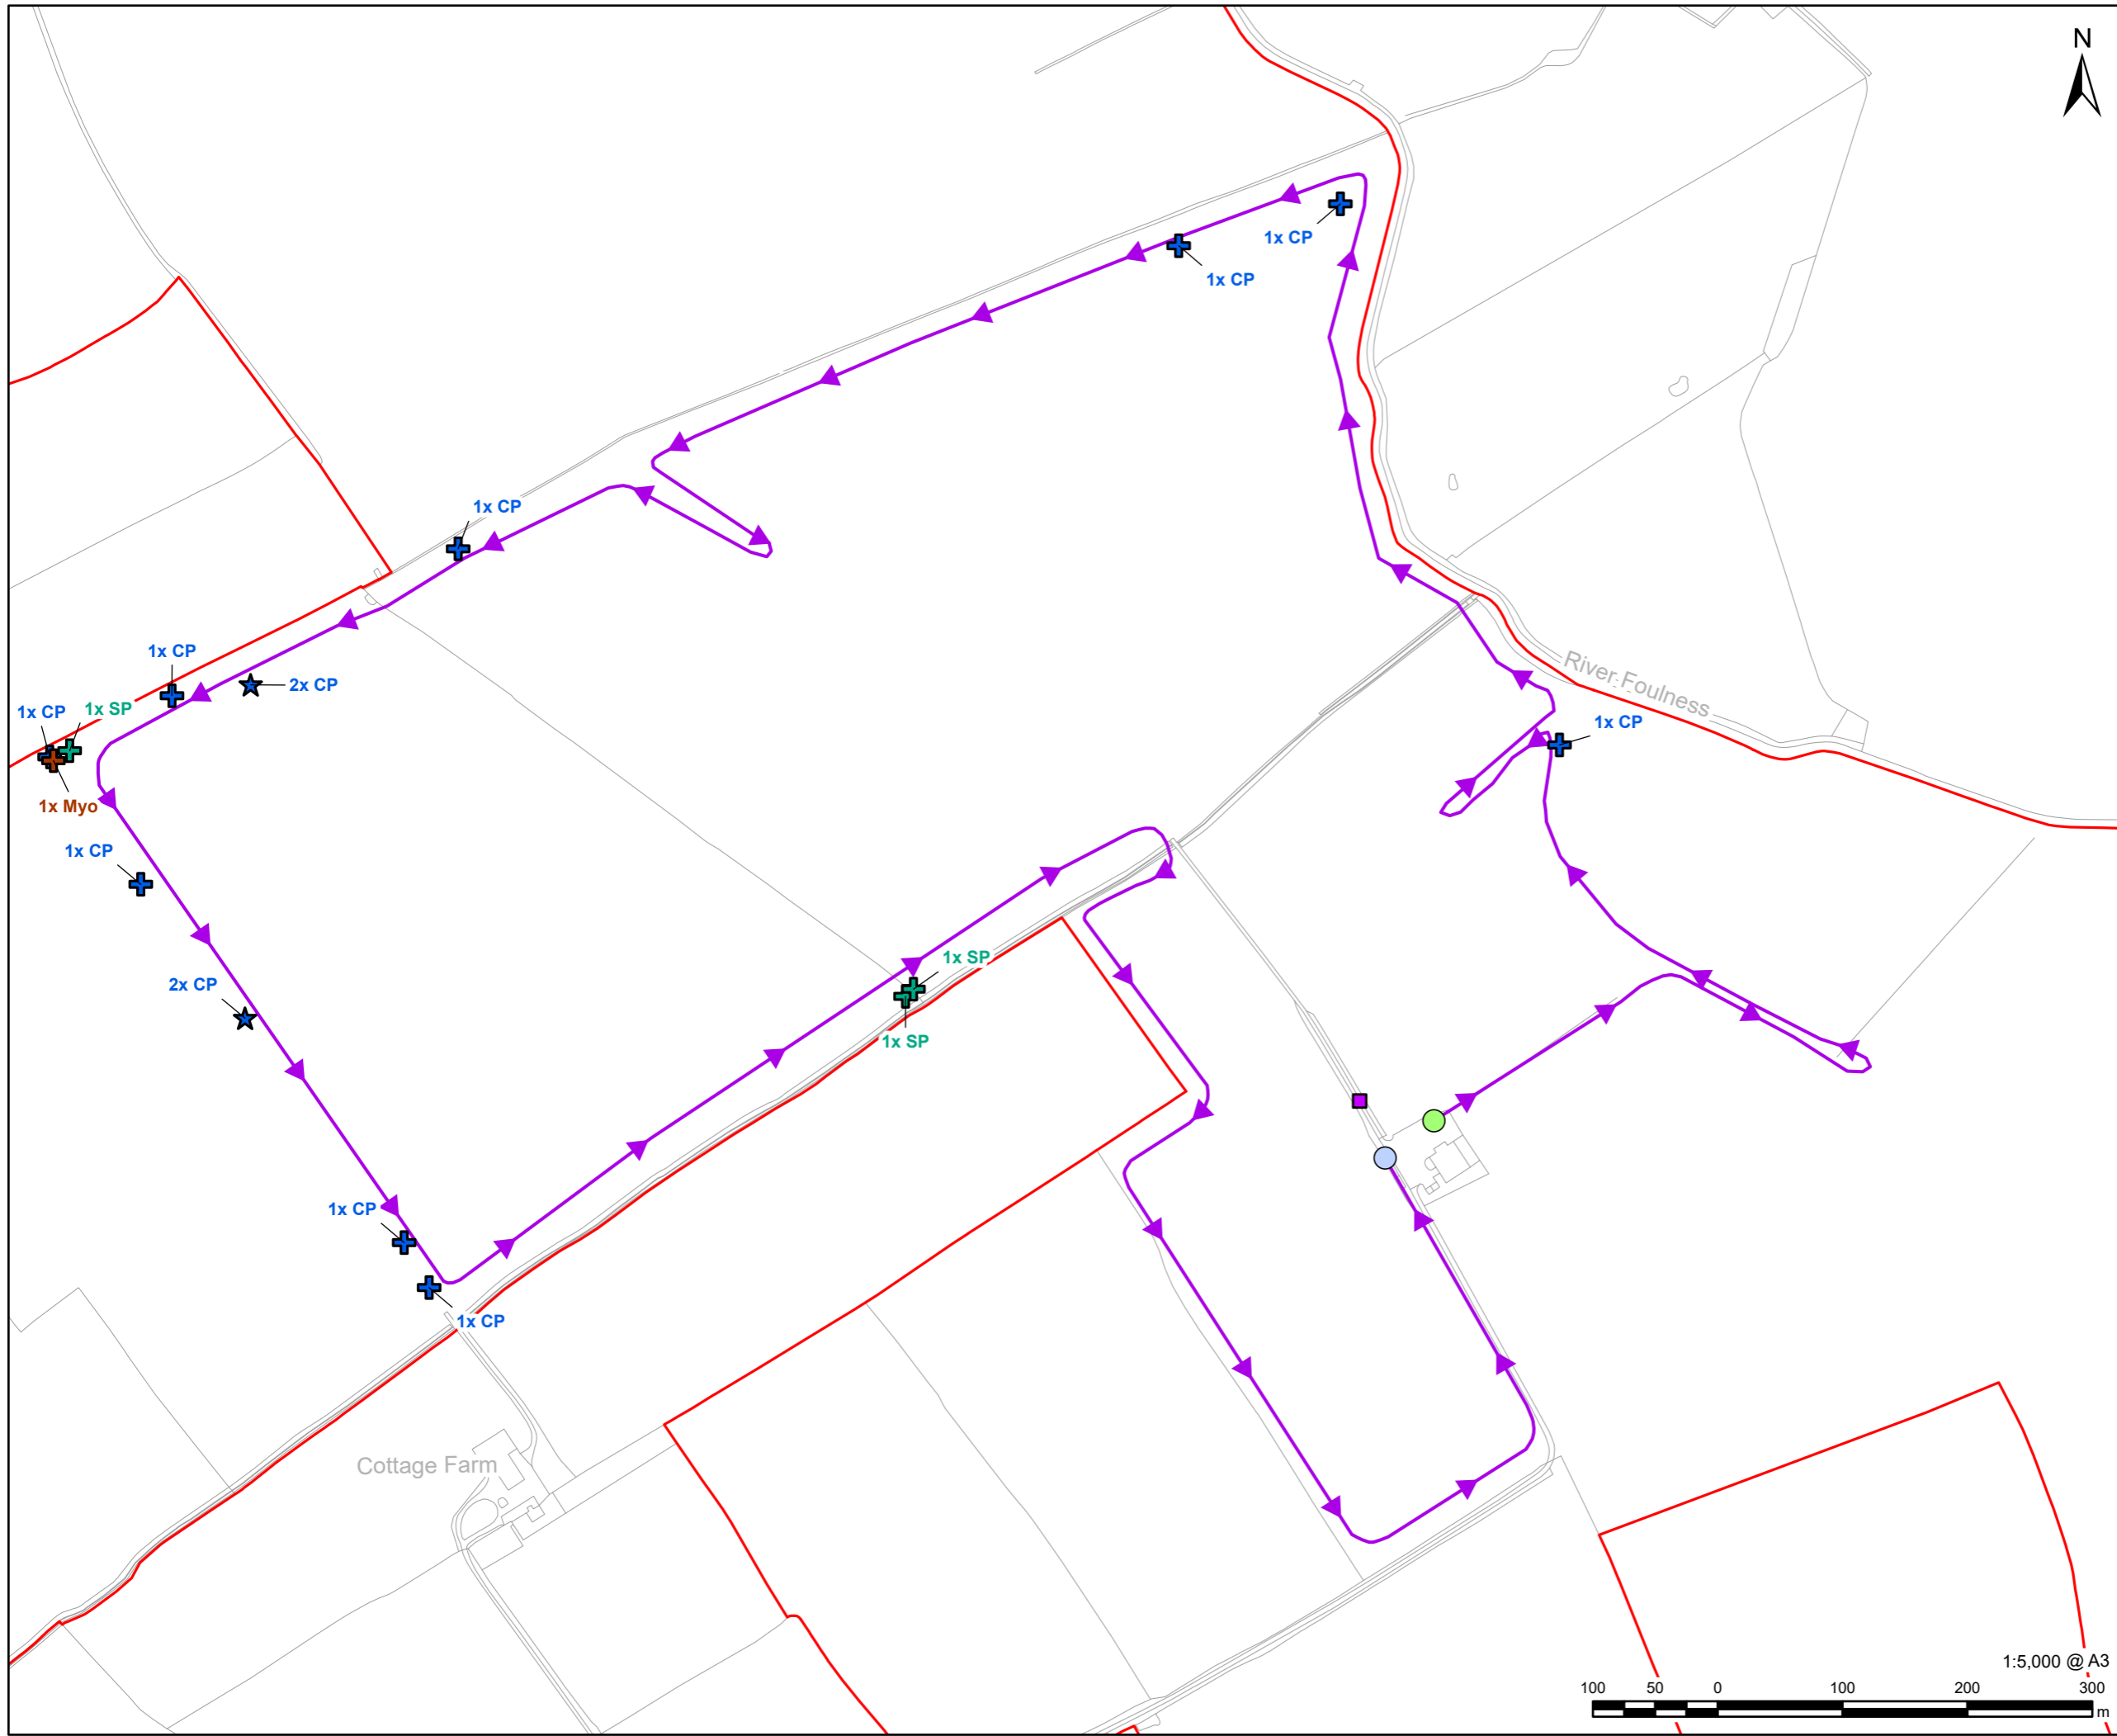 N
1x CP
1x CP
1x CP
1x CP
2x CP
1x CP
1x SP
1x Myo
1x CP
River Foulness
1x CP
2x CP
1x SP
1x SP
1x CP
1x CP
Cottage Farm
1:5,000 @ A3
100 50 0 100 200 300
m